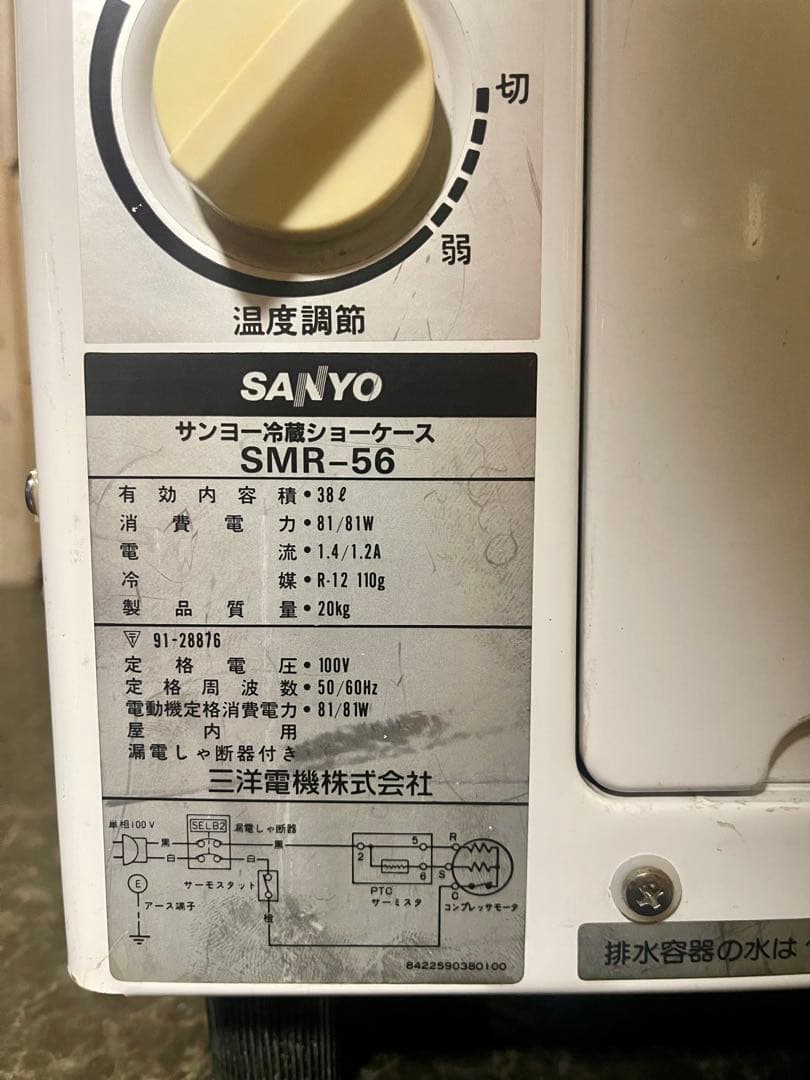 切
弱
温度調節
SANYO
サンヨー冷蔵ショーケース
SMR-56
有効内容積・38ℓ
消費電力・81/81W
電流・1.4/1.2A
冷媒・R-12 110g
製品質量・20kg
91-28876
定格電圧・100V
定格周波数・50/60Hz
電動機定格消費電力・81/81W
屋内用
漏電しゃ断器付き
三洋電機株式会社
単相100V
SELB2
漏電しゃ断器
黒
白
白
黒
2
5
6
R
S
C
サーモスタット
PTC
サーミスタ
コンプレッサモータ
E
アース端子
橙
8422590380100
排水容器の水は